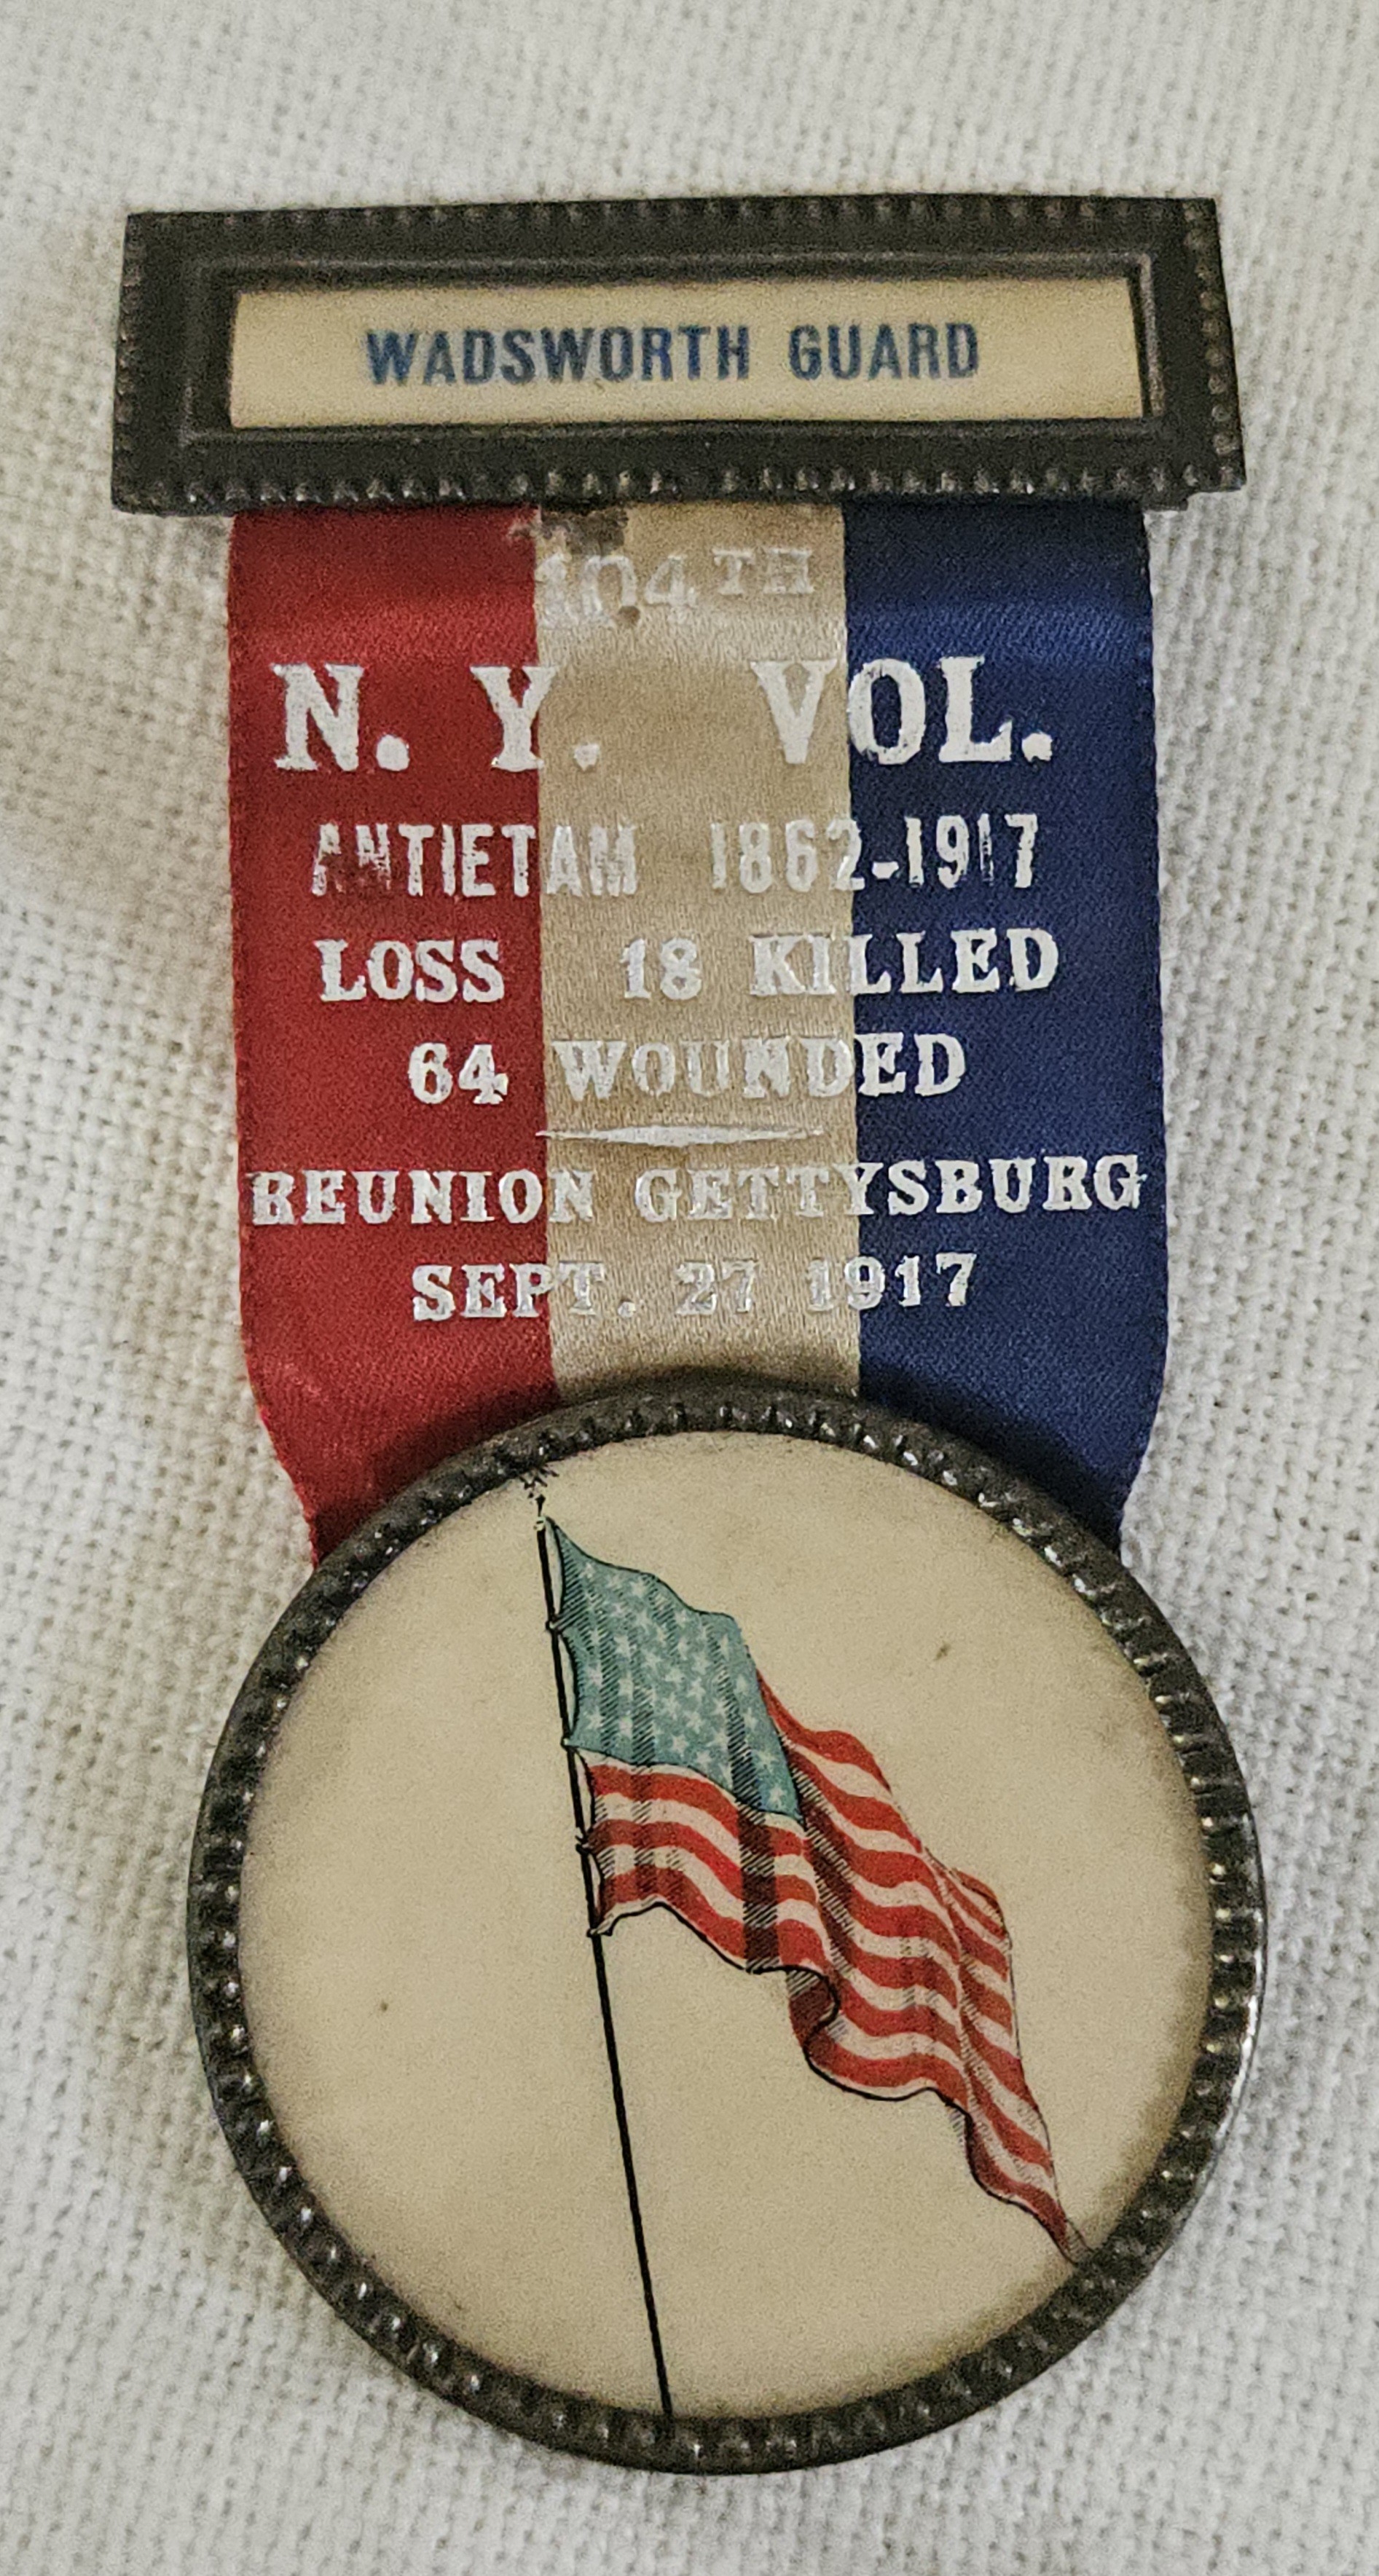 WADSWORTH GUARD
104TH
N. Y. VOL.
ANTIETAM 1862-1917
LOSS 18 KILLED
64 WOUNDED
REUNION GETTYSBURG
SEPT. 27 1917